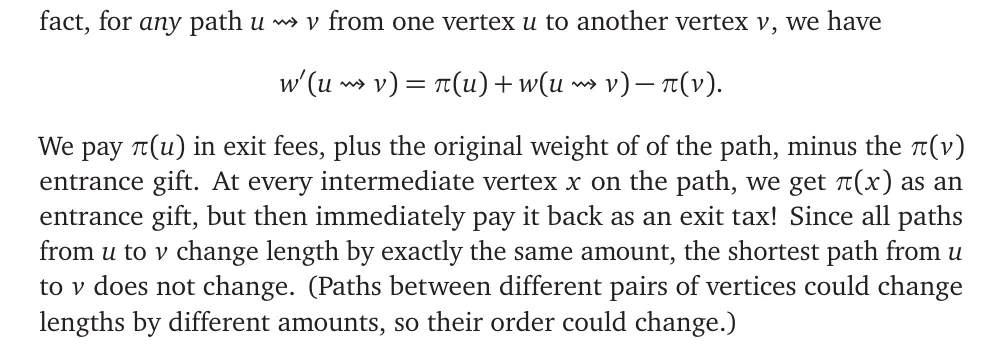 fact, for any path u ⇝ v from one vertex u to another vertex v, we have
w′(u ⇝ v) = π(u) + w(u ⇝ v) − π(v).
We pay π(u) in exit fees, plus the original weight of of the path, minus the π(v)
entrance gift. At every intermediate vertex x on the path, we get π(x) as an
entrance gift, but then immediately pay it back as an exit tax! Since all paths
from u to v change length by exactly the same amount, the shortest path from u
to v does not change. (Paths between different pairs of vertices could change
lengths by different amounts, so their order could change.)